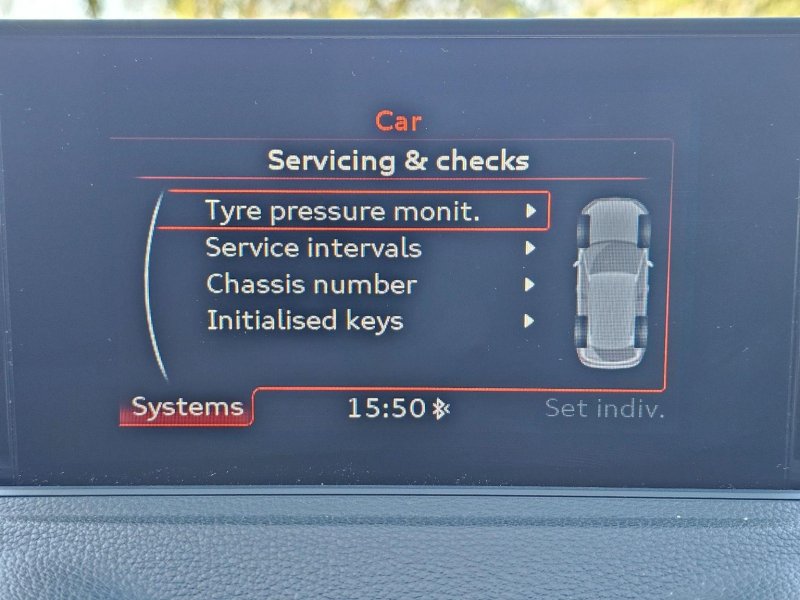 Car
Servicing & checks
Tyre pressure monit.
Service intervals
Chassis number
Initialised keys
Systems 15:50 Set indiv.